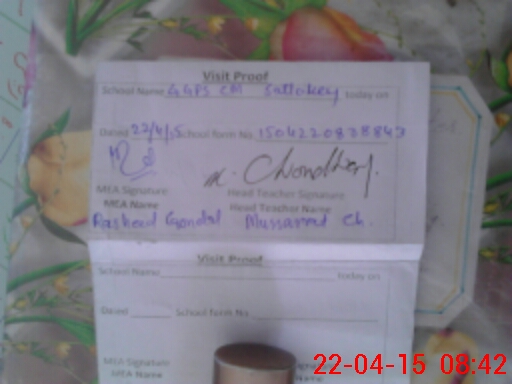 Visit Proof
School Name GGPS CM Sattokey today on
Dated 22/4/15 School form No. 1504220838843
M. Chondhery.
MEA Signature Head Teacher Signature
MEA Name Head Teacher Name
Rasheed Gondal Mussarrat Ch.
Visit Proof
School Name today on
Dated School form No
MEA Signature
MEA Name
22-04-15 08:42